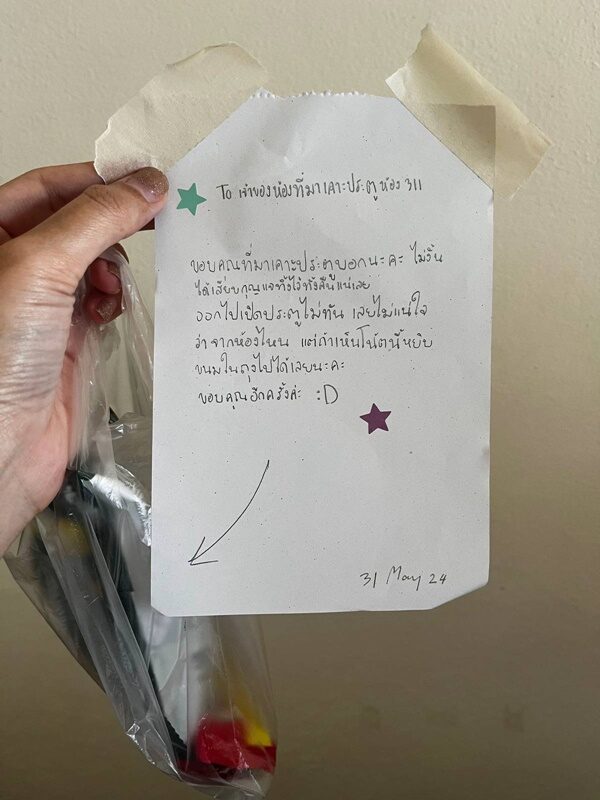 To เจ้าของห้องที่มาเคาะประตูห้อง 311
ขอบคุณที่มาเคาะประตูบอกนะคะ ไม่งั้น
ได้เสียบกุญแจทิ้งไว้ทั้งคืนแน่เลย
ออกไปเปิดประตูไม่ทัน เลยไม่แน่ใจ
ว่าจากห้องไหน แต่ถ้าเห็นโน้ตนี้หยิบ
ขนมในถุงไปได้เลยนะคะ
ขอบคุณอีกครั้งค่ะ :D
31 May 24